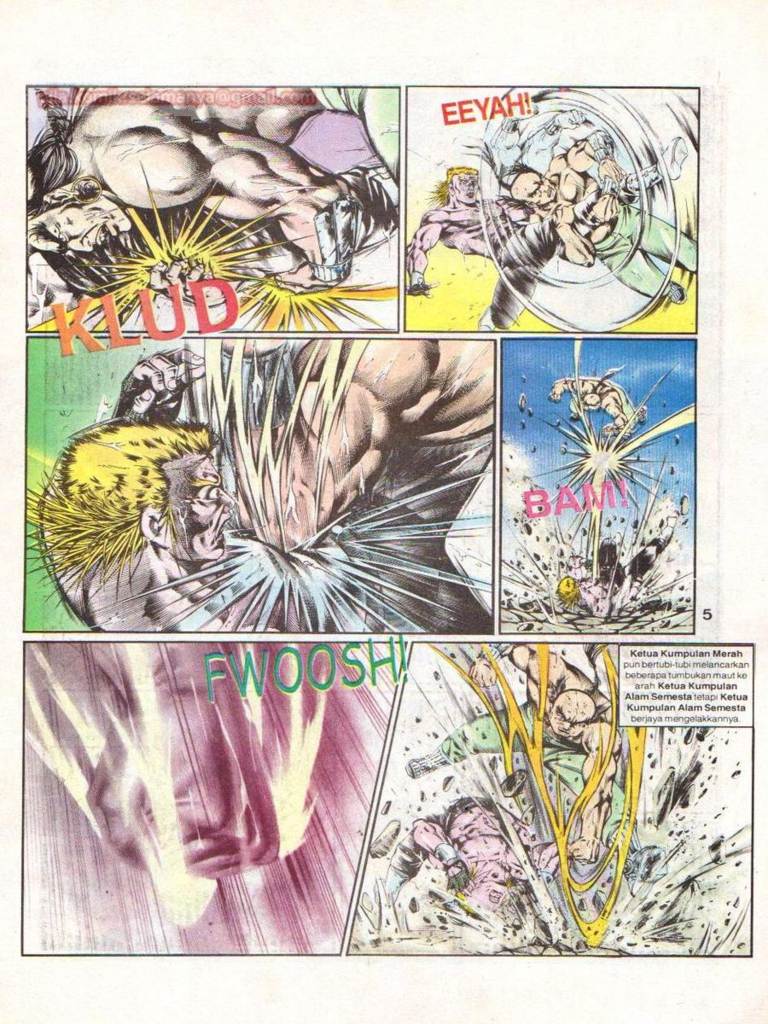 EEYAH!
KLUD
BAM!
5
FWOOSH!
Ketua Kumpulan Merah
pun bertubi-tubi melancarkan
beberapa tumbukan maut ke
arah Ketua Kumpulan
Alam Semesta tetapi Ketua
Kumpulan Alam Semesta
berjaya mengelakkannya.